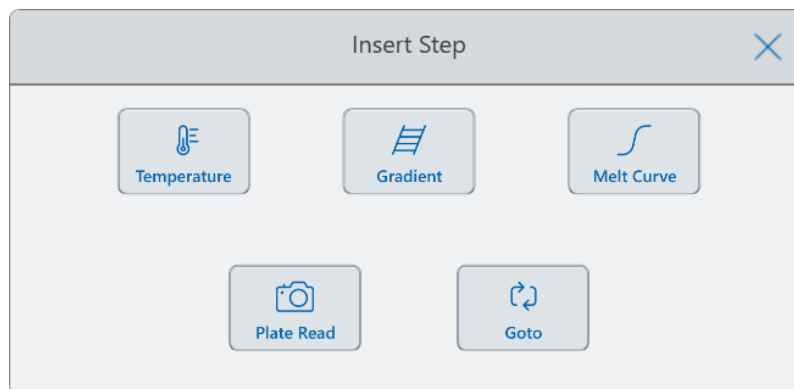 Insert Step
Temperature
Gradient
Melt Curve
Plate Read
Goto